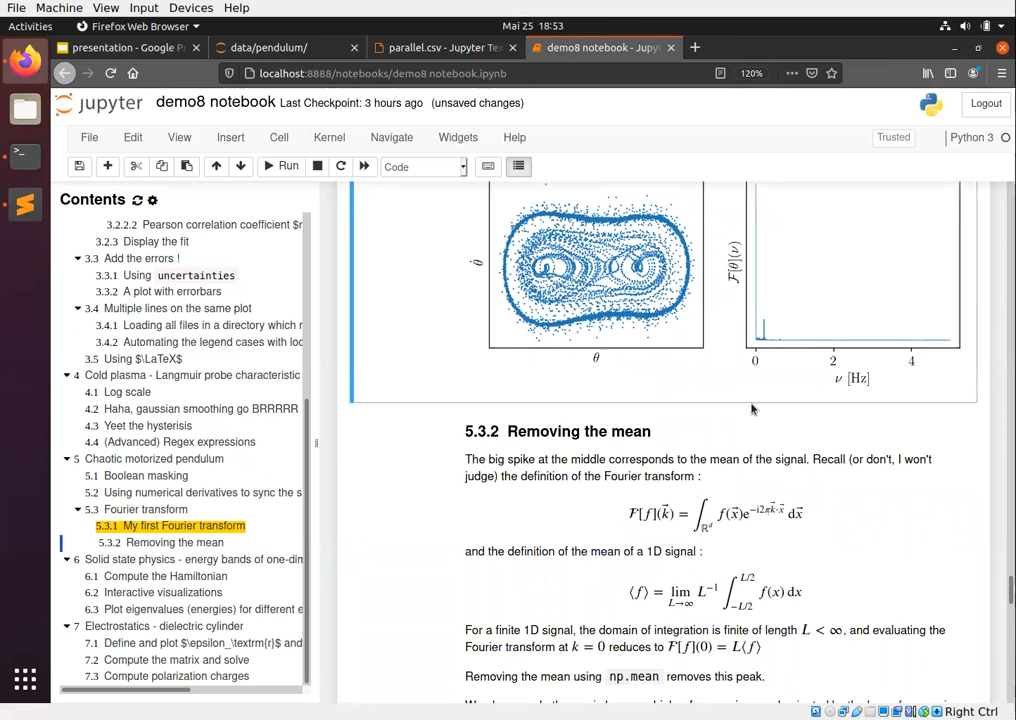 File Machine View Input Devices Help
Activities Firefox Web Browser Mai 25 18:53
presentation - Google P data/pendulum/ parallel.csv - Jupyter Te demo8 notebook - Jupyt
localhost:8888/notebooks/demo8 notebook.ipynb 120%
jupyter demo8 notebook Last Checkpoint: 3 hours ago (unsaved changes) Logout
File Edit View Insert Cell Kernel Navigate Widgets Help Trusted Python 3
Run Code
Contents
3.2.2.2 Pearson correlation coefficient $r
3.2.3 Display the fit
3.3 Add the errors !
3.3.1 Using uncertainties
3.3.2 A plot with errorbars
3.4 Multiple lines on the same plot
3.4.1 Loading all files in a directory which r
3.4.2 Automating the legend cases with loc
3.5 Using $\LaTeX$
4 Cold plasma - Langmuir probe characteristic
4.1 Log scale
4.2 Haha, gaussian smoothing go BRRRRR
4.3 Yeet the hysterisis
4.4 (Advanced) Regex expressions
5 Chaotic motorized pendulum
5.1 Boolean masking
5.2 Using numerical derivatives to sync the s
5.3 Fourier transform
5.3.1 My first Fourier transform
5.3.2 Removing the mean
6 Solid state physics - energy bands of one-din
6.1 Compute the Hamiltonian
6.2 Interactive visualizations
6.3 Plot eigenvalues (energies) for different e
7 Electrostatics - dielectric cylinder
7.1 Define and plot $\epsilon_\textrm{r}$ and
7.2 Compute the matrix and solve
7.3 Compute polarization charges
θ̇
θ
F[θ](ν)
0 2 4
ν [Hz]
5.3.2 Removing the mean
The big spike at the middle corresponds to the mean of the signal. Recall (or don't, I won't
judge) the definition of the Fourier transform :
F[f](k⃗) = ∫_{ℝ^d} f(x⃗)e^{−i2πk⃗·x⃗} dx⃗
and the definition of the mean of a 1D signal :
⟨f⟩ = lim_{L→∞} L^{−1} ∫_{−L/2}^{L/2} f(x) dx
For a finite 1D signal, the domain of integration is finite of length L < ∞, and evaluating the
Fourier transform at k = 0 reduces to F[f](0) = L⟨f⟩
Removing the mean using np.mean removes this peak.
Right Ctrl